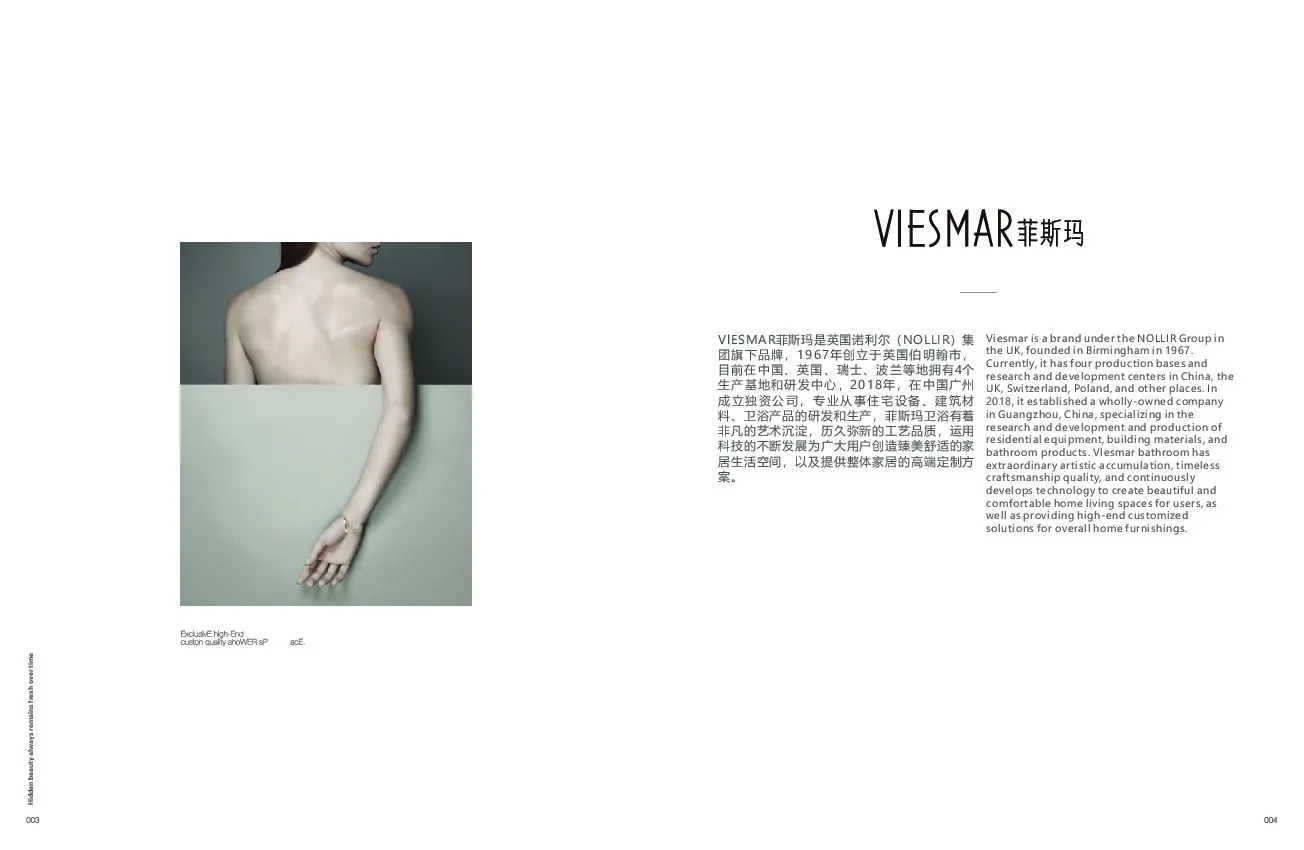 ExclusivE high-End
custon quality shoWER sP acE.
Hidden beauty always remains fresh over time
003
VIESMAR菲斯玛
VIESMAR菲斯玛是英国诺利尔（NOLLIR）集
团旗下品牌，1967年创立于英国伯明翰市，
目前在中国、英国、瑞士、波兰等地拥有4个
生产基地和研发中心，2018年，在中国广州
成立独资公司，专业从事住宅设备、建筑材
料、卫浴产品的研发和生产，菲斯玛卫浴有着
非凡的艺术沉淀，历久弥新的工艺品质，运用
科技的不断发展为广大用户创造臻美舒适的家
居生活空间，以及提供整体家居的高端定制方
案。
Viesmar is a brand under the NOLLIR Group in
the UK, founded in Birmingham in 1967.
Currently, it has four production bases and
research and development centers in China, the
UK, Switzerland, Poland, and other places. In
2018, it established a wholly-owned company
in Guangzhou, China, specializing in the
research and development and production of
residential equipment, building materials, and
bathroom products. VIesmar bathroom has
extraordinary artistic accumulation, timeless
craftsmanship quality, and continuously
develops technology to create beautiful and
comfortable home living spaces for users, as
well as providing high-end customized
solutions for overall home furnishings.
004